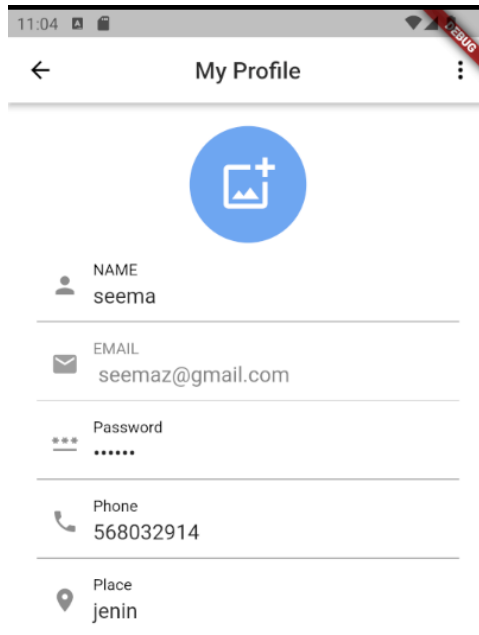 11:04
DEBUG
My Profile
NAME
seema
EMAIL
seemaz@gmail.com
Password
••••••
Phone
568032914
Place
jenin